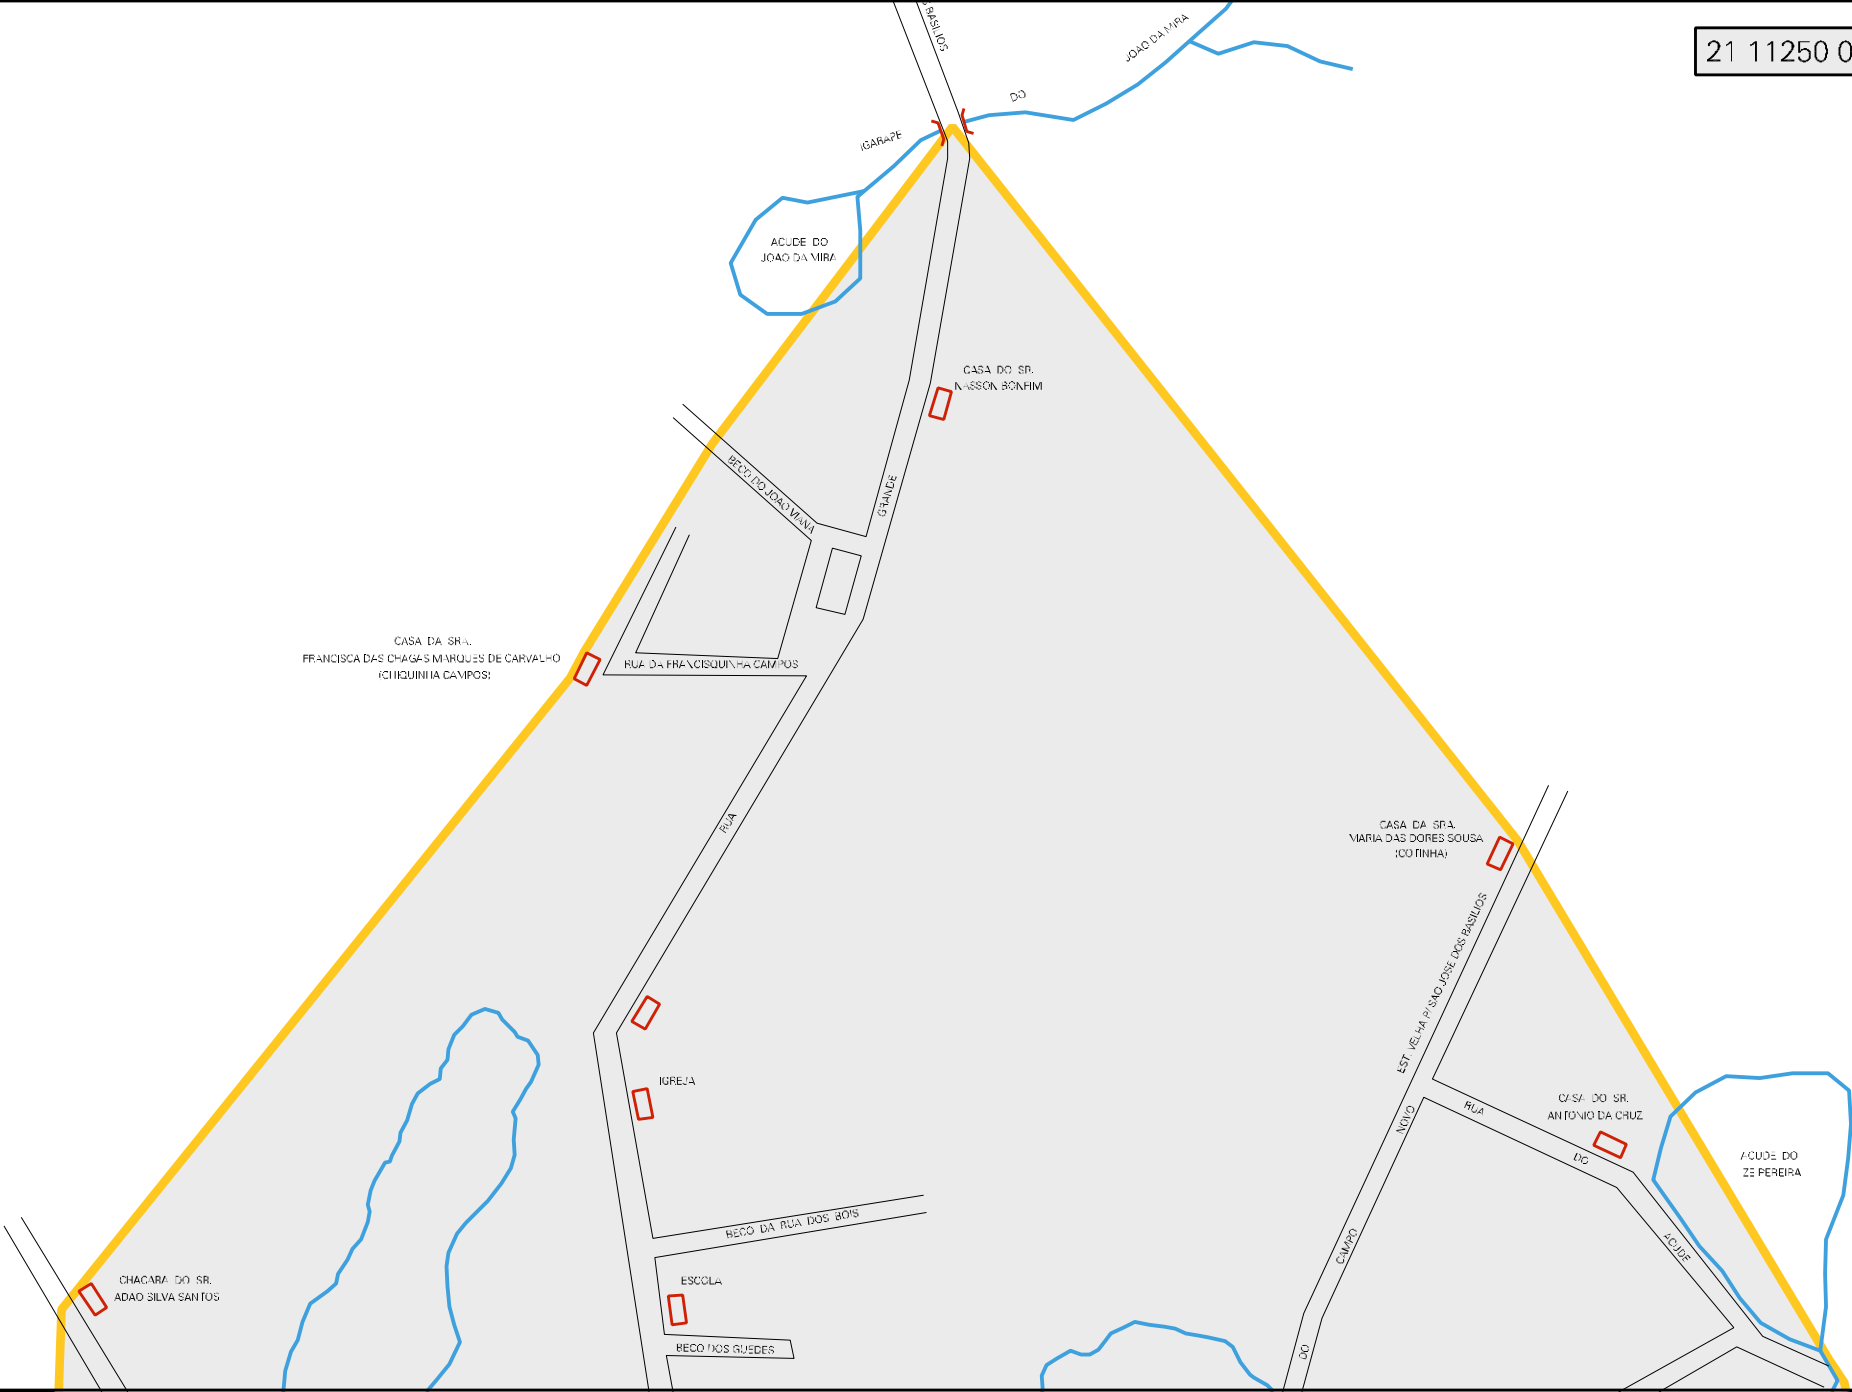 BASILIOS
JOAO DA MIRA
21 11250 0
DO
IGARAPE
ACUDE DO
JOAO DA MIRA
CASA DO SR.
NASSON BONFIM
BECO DO JOAO VIANA
GRANDE
CASA DA SRA.
FRANCISCA DAS CHAGAS MARQUES DE CARVALHO
(CHIQUINHA CAMPOS)
RUA DA FRANCISQUINHA CAMPOS
RUA
CASA DA SRA.
MARIA DAS DORES SOUSA
(COTINHA)
EST. VELHA P/ SAO JOSE DOS BASILIOS
IGREJA
CASA DO SR.
ANTONIO DA CRUZ
RUA
DO
ACUDE
NOVO
CAMPO
DO
ACUDE DO
ZE PEREIRA
BECO DA RUA DOS BOIS
CHACARA DO SR.
ADAO SILVA SANTOS
ESCOLA
BECO DOS GUEDES